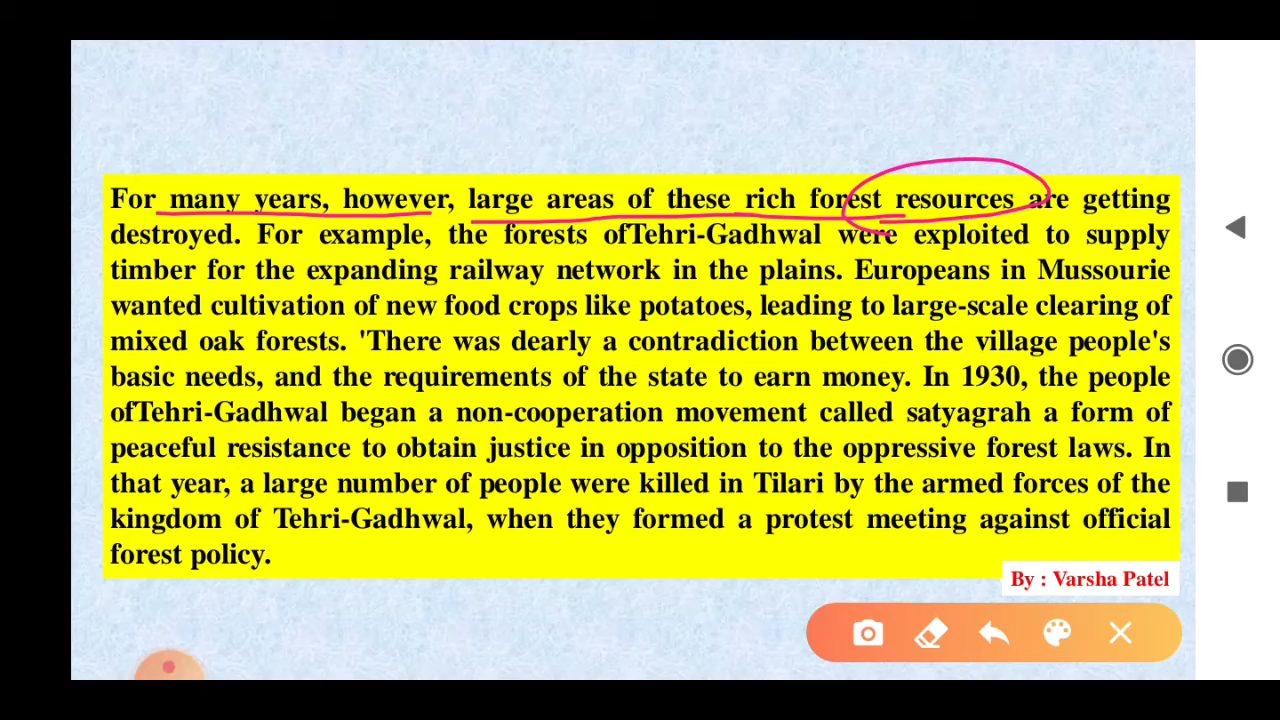 For many years, however, large areas of these rich forest resources are getting
destroyed. For example, the forests ofTehri-Gadhwal were exploited to supply
timber for the expanding railway network in the plains. Europeans in Mussourie
wanted cultivation of new food crops like potatoes, leading to large-scale clearing of
mixed oak forests. 'There was dearly a contradiction between the village people's
basic needs, and the requirements of the state to earn money. In 1930, the people
ofTehri-Gadhwal began a non-cooperation movement called satyagrah a form of
peaceful resistance to obtain justice in opposition to the oppressive forest laws. In
that year, a large number of people were killed in Tilari by the armed forces of the
kingdom of Tehri-Gadhwal, when they formed a protest meeting against official
forest policy.
By : Varsha Patel